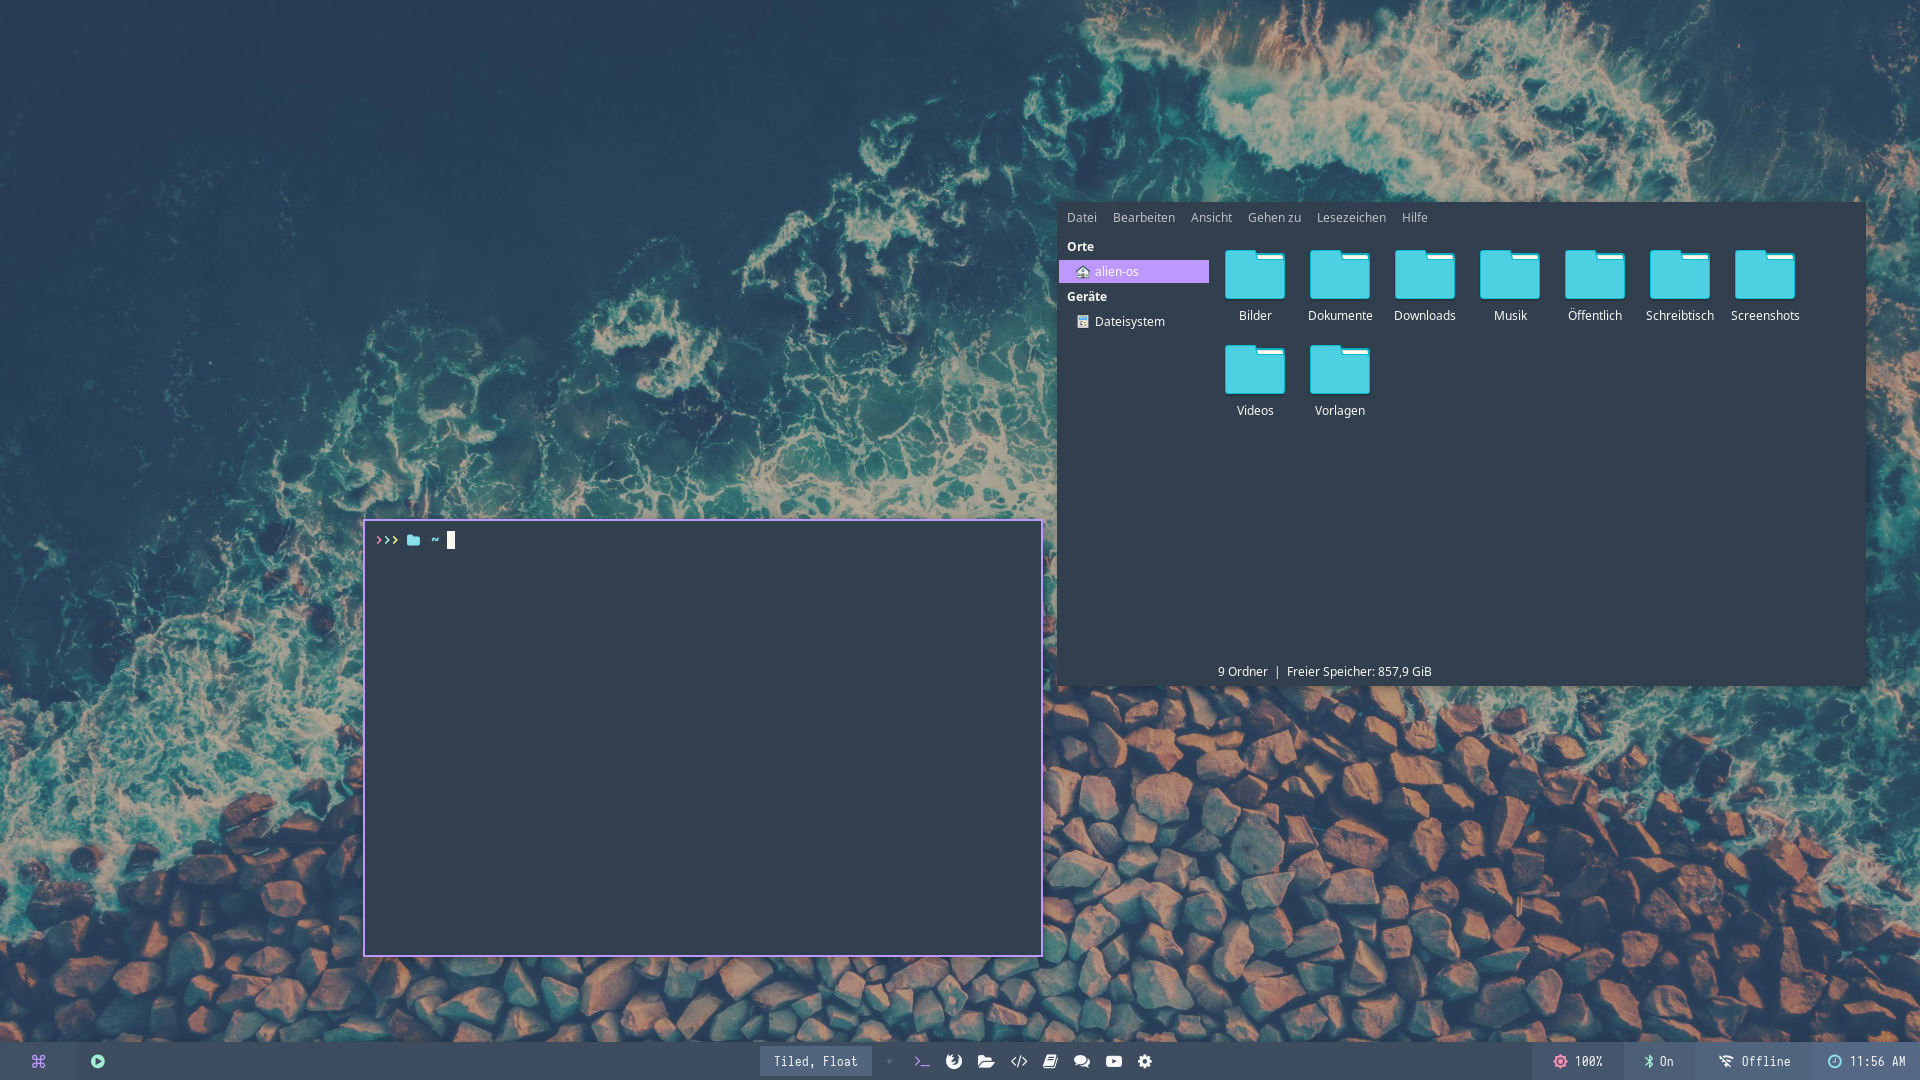 Datei Bearbeiten Ansicht Gehen zu Lesezeichen Hilfe
Orte
alien-os
Geräte
Dateisystem
Bilder Dokumente Downloads Musik Öffentlich Schreibtisch Screenshots
Videos Vorlagen
9 Ordner | Freier Speicher: 857,9 GiB
>>> ~
Tiled, Float
100% On Offline 11:56 AM